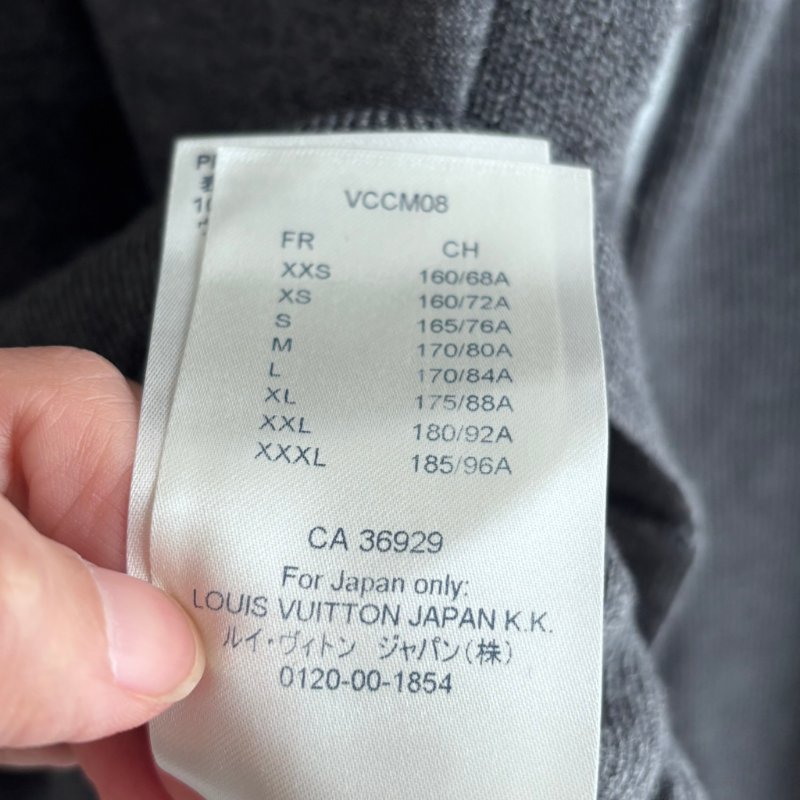 VCCM08
FR CH
XXS 160/68A
XS 160/72A
S 165/76A
M 170/80A
L 170/84A
XL 175/88A
XXL 180/92A
XXXL 185/96A
CA 36929
For Japan only:
LOUIS VUITTON JAPAN K.K.
ルイ・ヴィトン ジャパン(株)
0120-00-1854